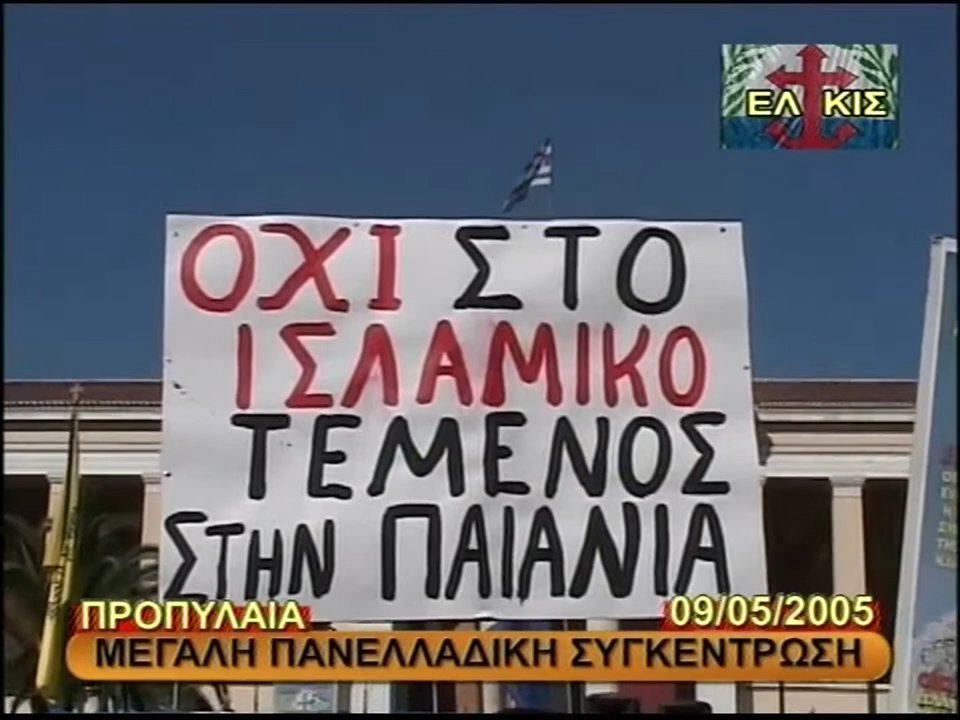 ΕΛ ΚΙΣ
ΟΧΙ ΣΤΟ
ΙΣΛΑΜΙΚΟ
ΤΕΜΕΝΟΣ
ΣΤΗΝ ΠΑΙΑΝΙΑ
ΠΡΟΠΥΛΑΙΑ
09/05/2005
ΜΕΓΑΛΗ ΠΑΝΕΛΛΑΔΙΚΗ ΣΥΓΚΕΝΤΡΩΣΗ